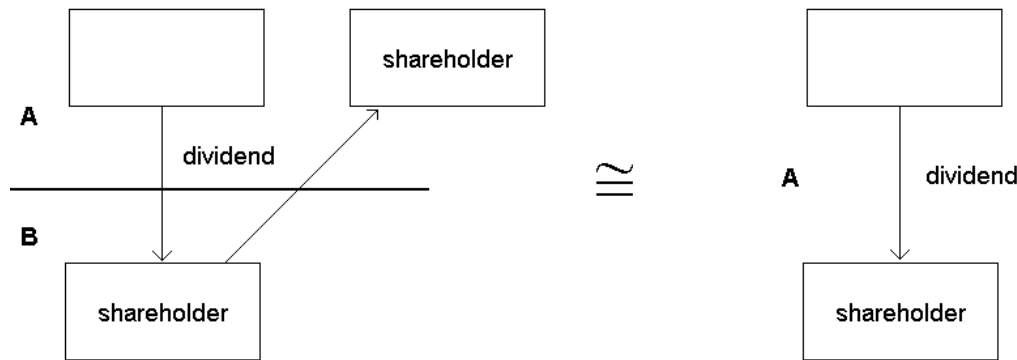 shareholder
A
dividend
≅
A
dividend
B
shareholder
shareholder